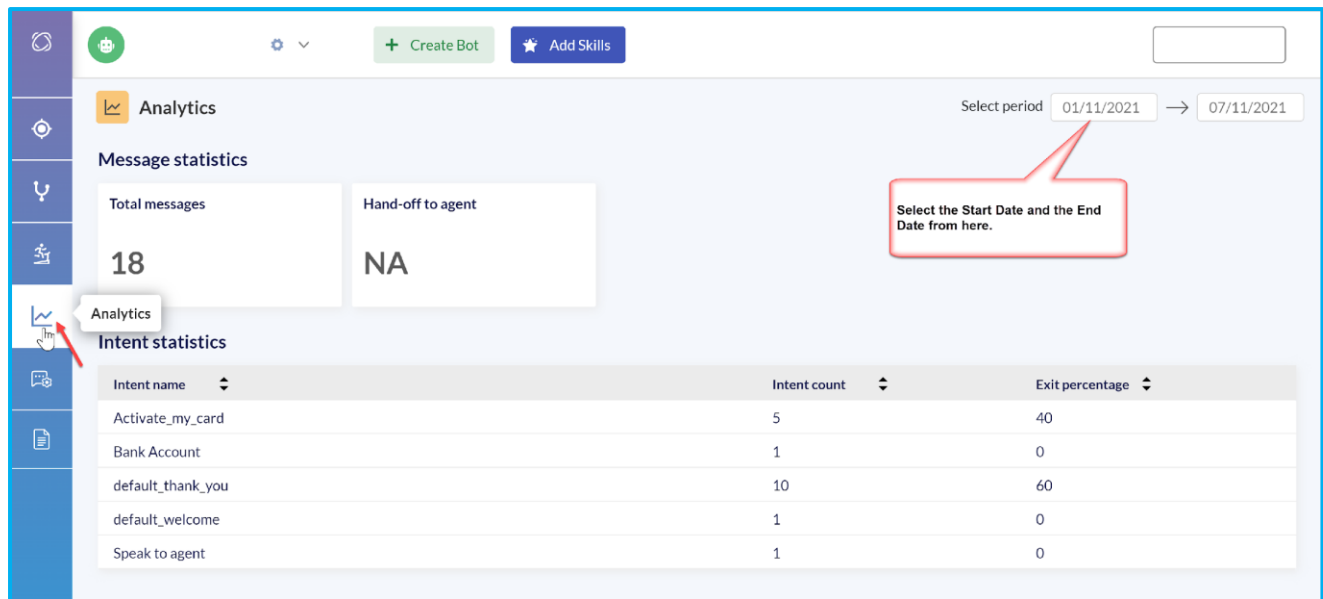 Create Bot
Add Skills
Analytics
Select period 01/11/2021 → 07/11/2021
Message statistics
Total messages
18
Hand-off to agent
NA
Select the Start Date and the End
Date from here.
Analytics
Intent statistics
Intent name Intent count Exit percentage
Activate_my_card 5 40
Bank Account 1 0
default_thank_you 10 60
default_welcome 1 0
Speak to agent 1 0